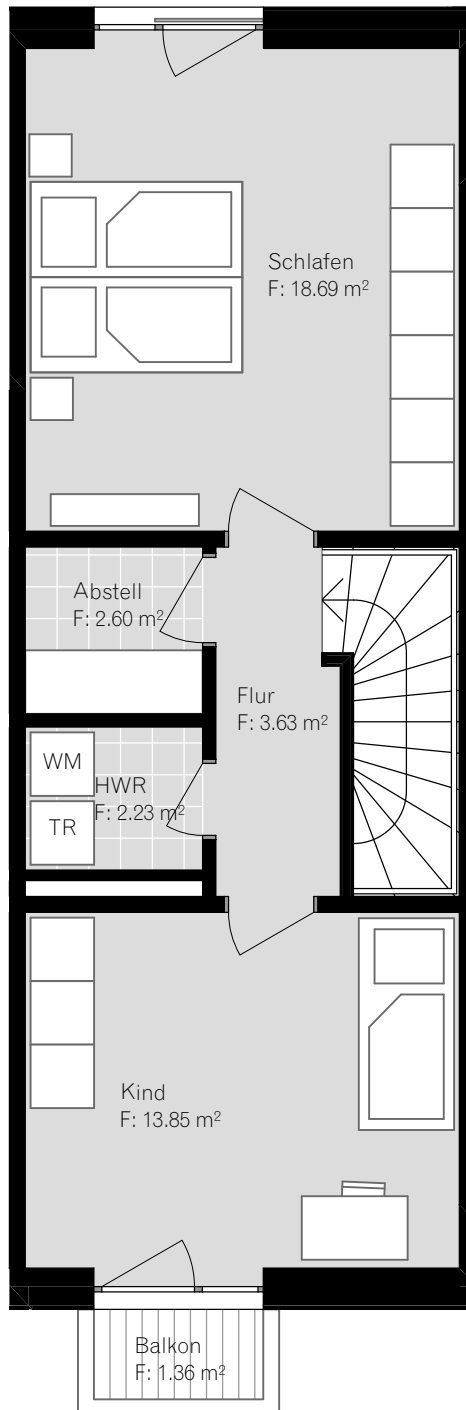 Schlafen
F: 18.69 m²
Abstell
F: 2.60 m²
Flur
F: 3.63 m²
WM
HWR
F: 2.23 m²
TR
Kind
F: 13.85 m²
Balkon
F: 1.36 m²